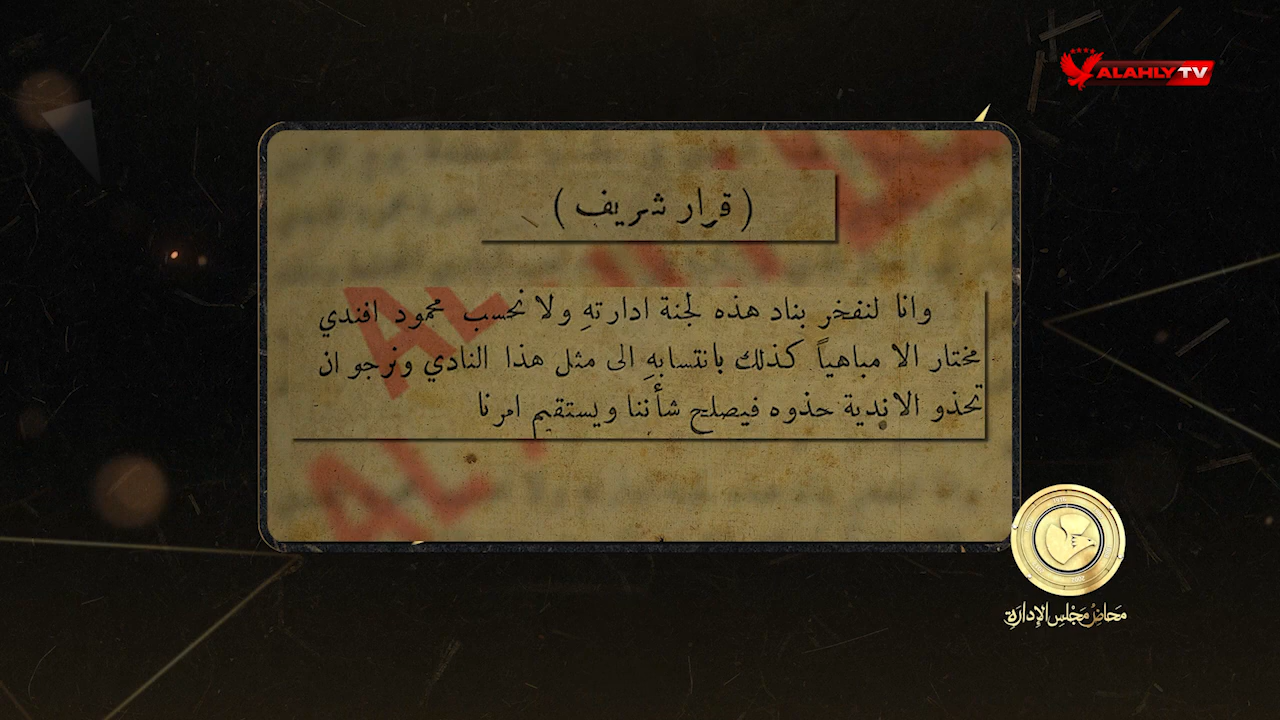 ALAHLY TV
( قرار شريف )
وانا لنفخر بناد هذه لجنة ادارتهِ ولا نحسب محمود افندي
مختار الا مباهياً كذلك بانتسابهِ الى مثل هذا النادي ونرجو ان
تحذو الاندية حذوه فيصلح شأننا ويستقيم امرنا
محاضر مجلس الإدارة